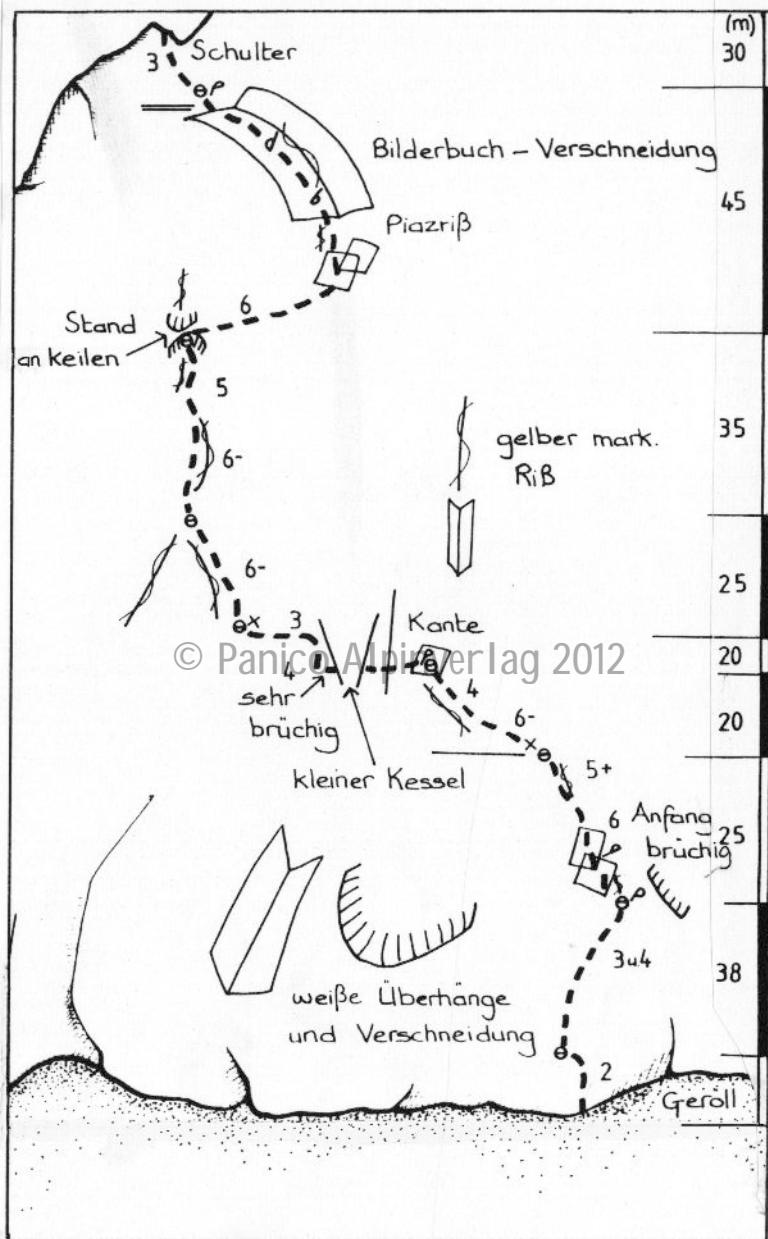 (m)
30
3 Schulter
Bilderbuch – Verschneidung
45
Piazriß
6
Stand
an Keilen
5
35
gelber mark.
Riß
6-
25
6-
x 3
Kante
20
© Panico Alpinverlag 2012
4
4
sehr
brüchig
6-
20
x
kleiner Kessel
5+
6
Anfang
brüchig
25
3u4
38
weiße Überhänge
und Verschneidung
2
Geröll